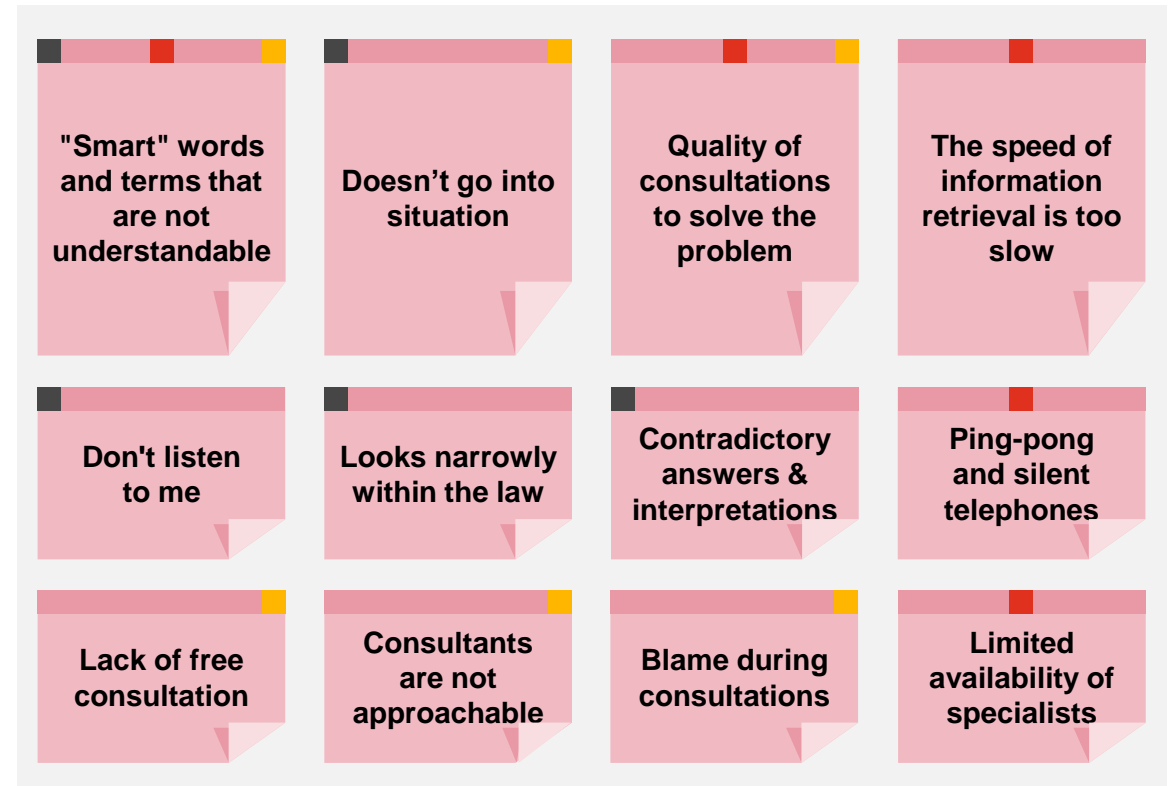 "Smart" words
and terms that
are not
understandable
Doesn’t go into
situation
Quality of
consultations
to solve the
problem
The speed of
information
retrieval is too
slow
Don't listen
to me
Looks narrowly
within the law
Contradictory
answers &
interpretations
Ping-pong
and silent
telephones
Lack of free
consultation
Consultants
are not
approachable
Blame during
consultations
Limited
availability of
specialists